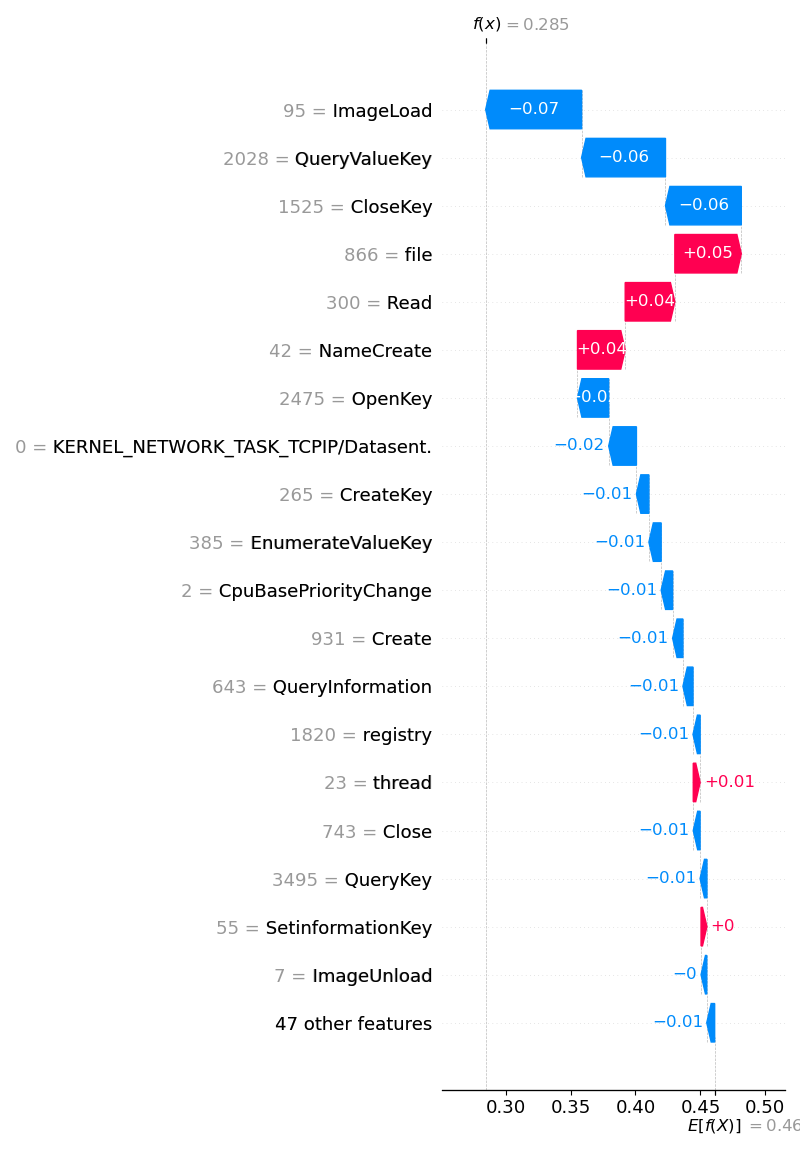 f(x) = 0.285
95 = ImageLoad −0.07
2028 = QueryValueKey −0.06
1525 = CloseKey −0.06
866 = file +0.05
300 = Read +0.04
42 = NameCreate +0.04
2475 = OpenKey −0.02
0 = KERNEL_NETWORK_TASK_TCPIP/Datasent. −0.02
265 = CreateKey −0.01
385 = EnumerateValueKey −0.01
2 = CpuBasePriorityChange −0.01
931 = Create −0.01
643 = QueryInformation −0.01
1820 = registry −0.01
23 = thread +0.01
743 = Close −0.01
3495 = QueryKey −0.01
55 = SetinformationKey +0
7 = ImageUnload −0
47 other features −0.01
0.30 0.35 0.40 0.45 0.50
E[f(X)] = 0.46